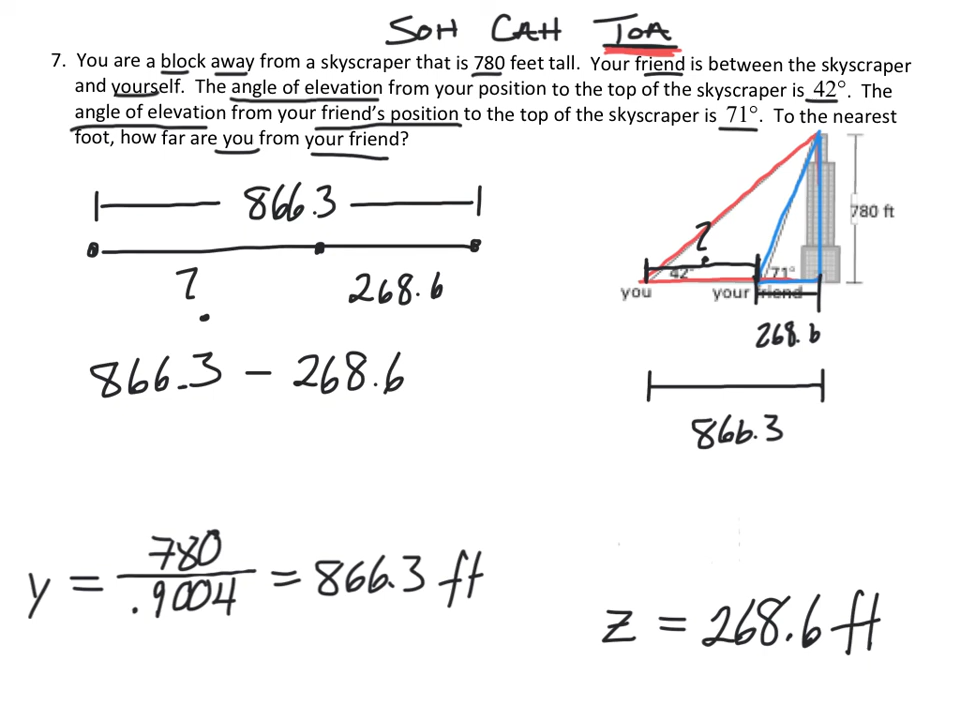 SOH CAH TOA
7. You are a block away from a skyscraper that is 780 feet tall. Your friend is between the skyscraper
and yourself. The angle of elevation from your position to the top of the skyscraper is 42°. The
angle of elevation from your friend's position to the top of the skyscraper is 71°. To the nearest
foot, how far are you from your friend?
866.3
? 268.6
866.3 - 268.6
780 ft
?
42° 71°
you your friend
268.6
866.3
y = 780 / .9004 = 866.3 ft
z = 268.6 ft